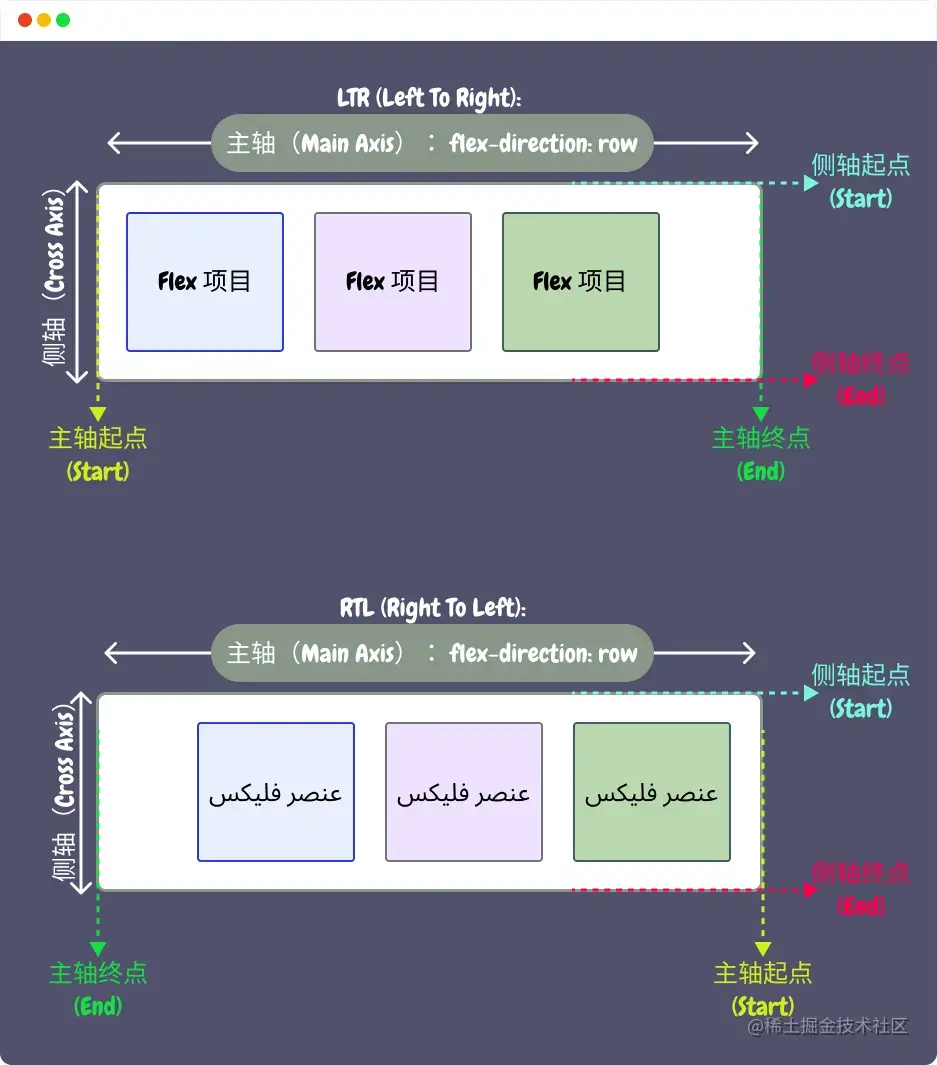 LTR (Left To Right):
主轴（Main Axis）：flex-direction: row
侧轴起点
(Start)
侧轴（Cross Axis）
Flex 项目
Flex 项目
Flex 项目
侧轴终点
(End)
主轴起点
(Start)
主轴终点
(End)
RTL (Right To Left):
主轴（Main Axis）：flex-direction: row
侧轴起点
(Start)
侧轴（Cross Axis）
عنصر فليكس
عنصر فليكس
عنصر فليكس
侧轴终点
(End)
主轴终点
(End)
主轴起点
(Start)
@稀土掘金技术社区